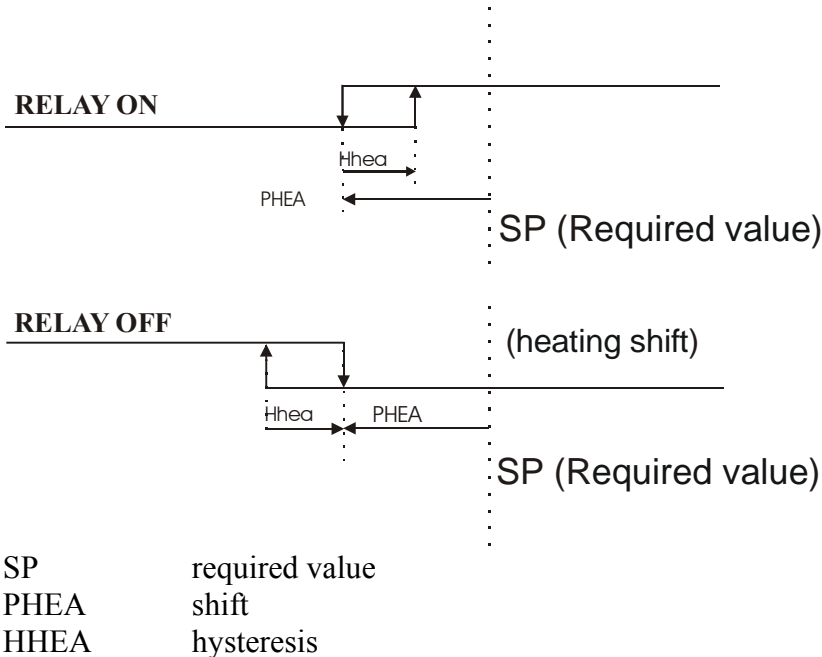 RELAY ON
Hhea
PHEA
SP (Required value)
RELAY OFF
(heating shift)
Hhea PHEA
SP (Required value)
SP required value
PHEA shift
HHEA hysteresis